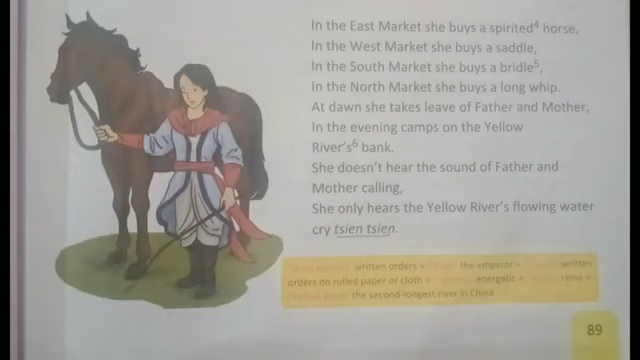 In the East Market she buys a spirited⁴ horse,
In the West Market she buys a saddle,
In the South Market she buys a bridle⁵,
In the North Market she buys a long whip.
At dawn she takes leave of Father and Mother,
In the evening camps on the Yellow
River's⁶ bank.
She doesn't hear the sound of Father and
Mother calling,
She only hears the Yellow River's flowing water
cry tsien tsien.
written orders the emperor written
orders on rolled paper or cloth energetic
the second-longest river in China
89